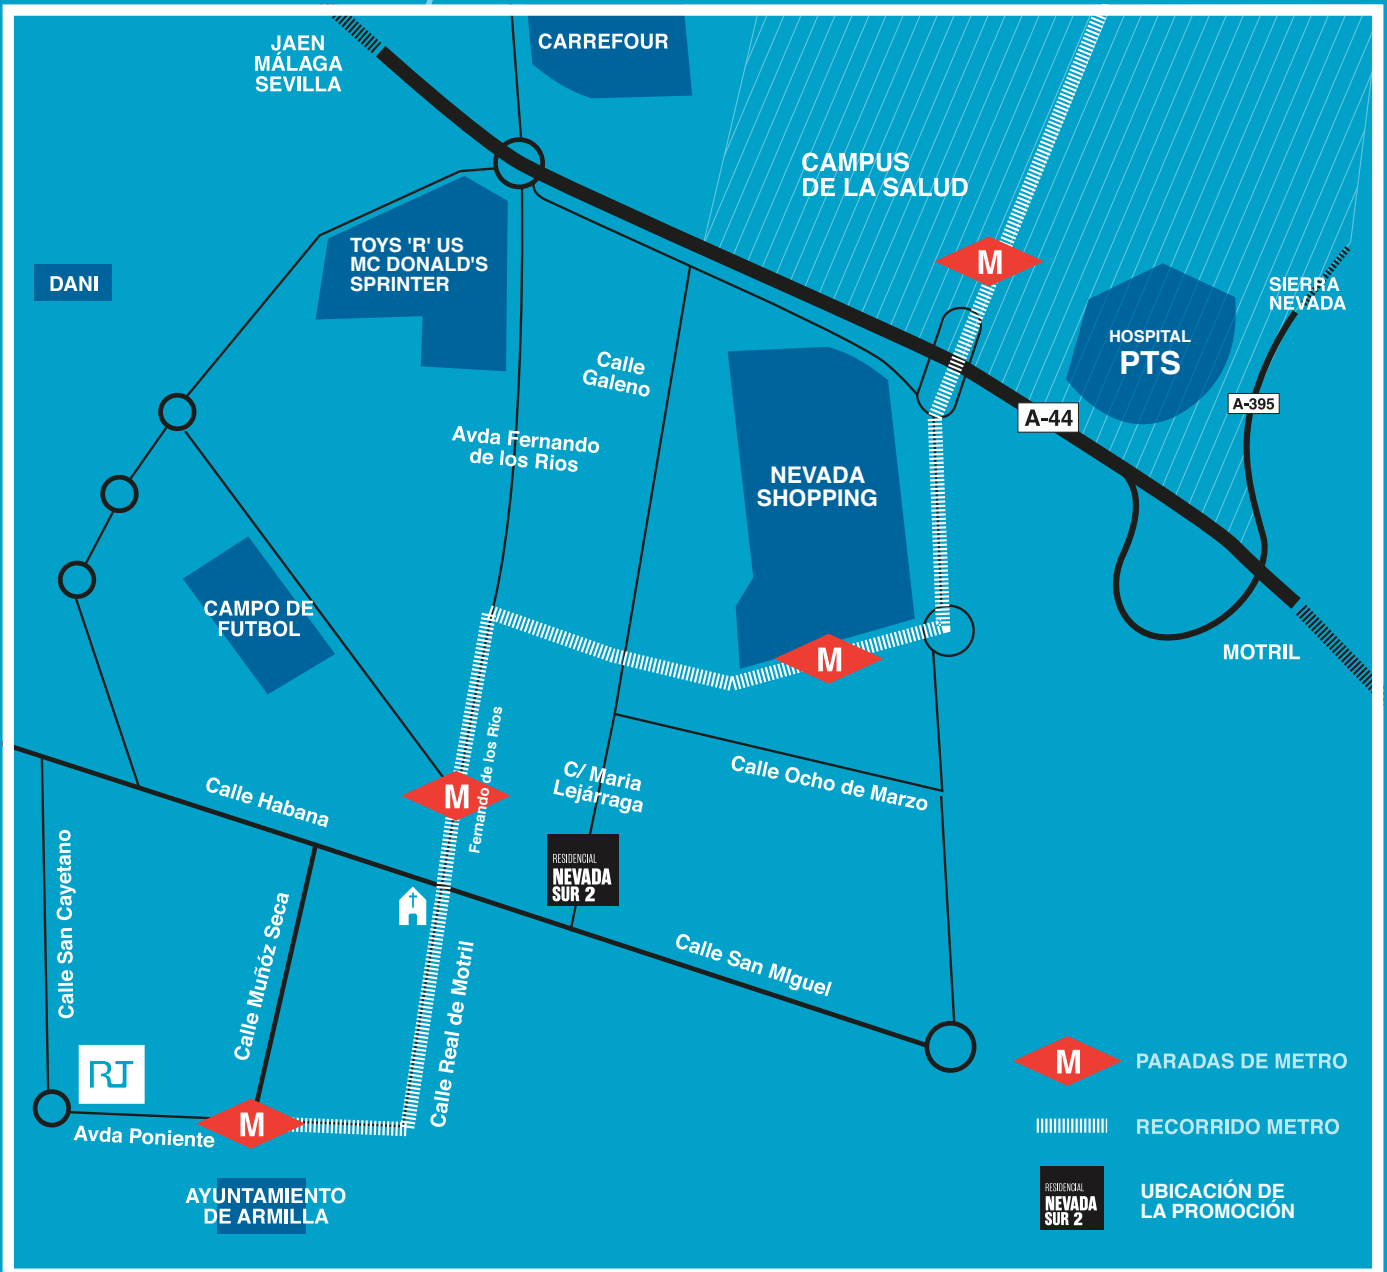 JAEN
MÁLAGA
SEVILLA
CARREFOUR
CAMPUS
DE LA SALUD
TOYS 'R' US
MC DONALD'S
SPRINTER
DANI
M
SIERRA
NEVADA
HOSPITAL
PTS
Calle
Galeno
A-44
A-395
Avda Fernando
de los Rios
NEVADA
SHOPPING
CAMPO DE
FUTBOL
M
MOTRIL
Fernando de los Rios
C/ Maria
Lejárraga
Calle Ocho de Marzo
M
Calle Habana
RESIDENCIAL
NEVADA
SUR 2
Calle San Cayetano
Calle Muñóz Seca
Calle Real de Motril
Calle San MIguel
RJ
M
Avda Poniente
AYUNTAMIENTO
DE ARMILLA
M
PARADAS DE METRO
RECORRIDO METRO
RESIDENCIAL
NEVADA
SUR 2
UBICACIÓN DE
LA PROMOCIÓN